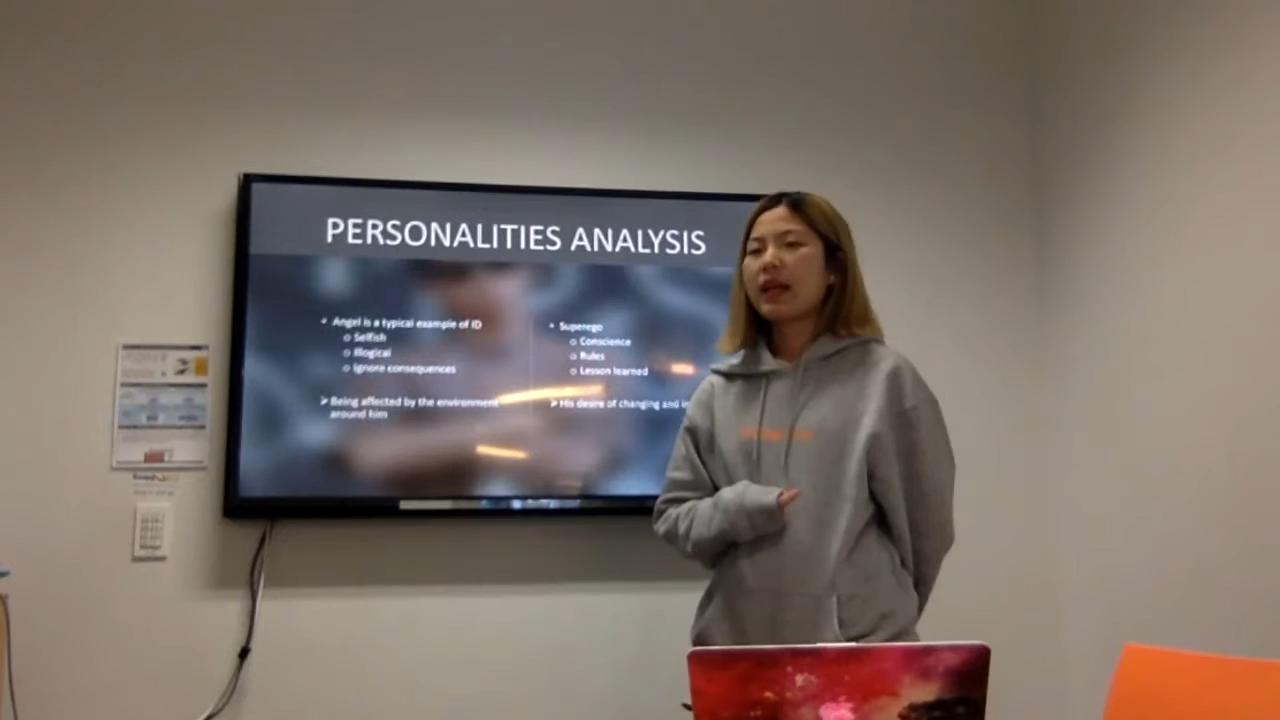 PERSONALITIES ANALYSIS
• Angel is a typical example of ID
o Selfish
o Illogical
o Ignore consequences
➢ Being affected by the environment
around him
• Superego
o Conscience
o Rules
o Lesson learned
➢ His desire of changing and